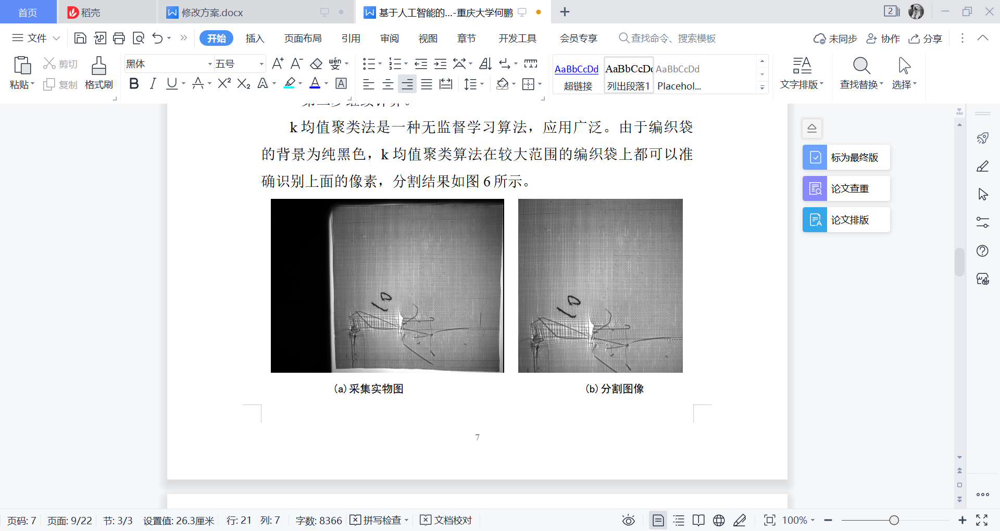 首页
稻壳
修改方案.docx
基于人工智能的...-重庆大学何鹏
2
文件
开始
插入
页面布局
引用
审阅
视图
章节
开发工具
会员专享
查找命令、搜索模板
未同步
协作
分享
粘贴
剪切
复制
格式刷
黑体
五号
AaBbCcDd
超链接
AaBbCcDd
列出段落1
AaBbCcDd
Placehol...
文字排版
查找替换
选择
k 均值聚类法是一种无监督学习算法，应用广泛。由于编织袋
的背景为纯黑色，k 均值聚类算法在较大范围的编织袋上都可以准
确识别上面的像素，分割结果如图 6 所示。
10
10
(a)采集实物图
(b)分割图像
7
标为最终版
论文查重
论文排版
页码: 7
页面: 9/22
节: 3/3
设置值: 26.3厘米
行: 21
列: 7
字数: 8366
拼写检查
文档校对
100%